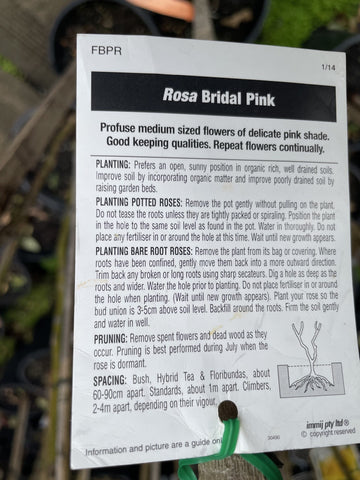 FBPR
1/14
Rosa Bridal Pink
Profuse medium sized flowers of delicate pink shade.
Good keeping qualities. Repeat flowers continually.
PLANTING: Prefers an open, sunny position in organic rich, well drained soils.
Improve soil by incorporating organic matter and improve poorly drained soil by
raising garden beds.
PLANTING POTTED ROSES: Remove the pot gently without pulling on the plant.
Do not tease the roots unless they are tightly packed or spiraling. Position the plant
in the hole to the same soil level as found in the pot. Water in thoroughly. Do not
place any fertiliser in or around the hole at this time. Wait until new growth appears.
PLANTING BARE ROOT ROSES: Remove the plant from its bag or covering. Where
roots have been confined, gently move them back into a more outward direction.
Trim back any broken or long roots using sharp secateurs. Dig a hole as deep as the
roots and wider. Water the hole prior to planting. Do not place fertiliser in or around
the hole when planting. (Wait until new growth appears). Plant your rose so the
bud union is 3-5cm above soil level. Backfill around the roots. Firm the soil gently
and water in well.
PRUNING: Remove spent flowers and dead wood as they
occur. Pruning is best performed during July when the
rose is dormant.
SPACING: Bush, Hybrid Tea & Floribundas, about
60-90cm apart. Standards, about 1m apart. Climbers,
2-4m apart, depending on their vigour.
immij pty ltd ®
© copyright reserved
Information and picture are a guide only
30490